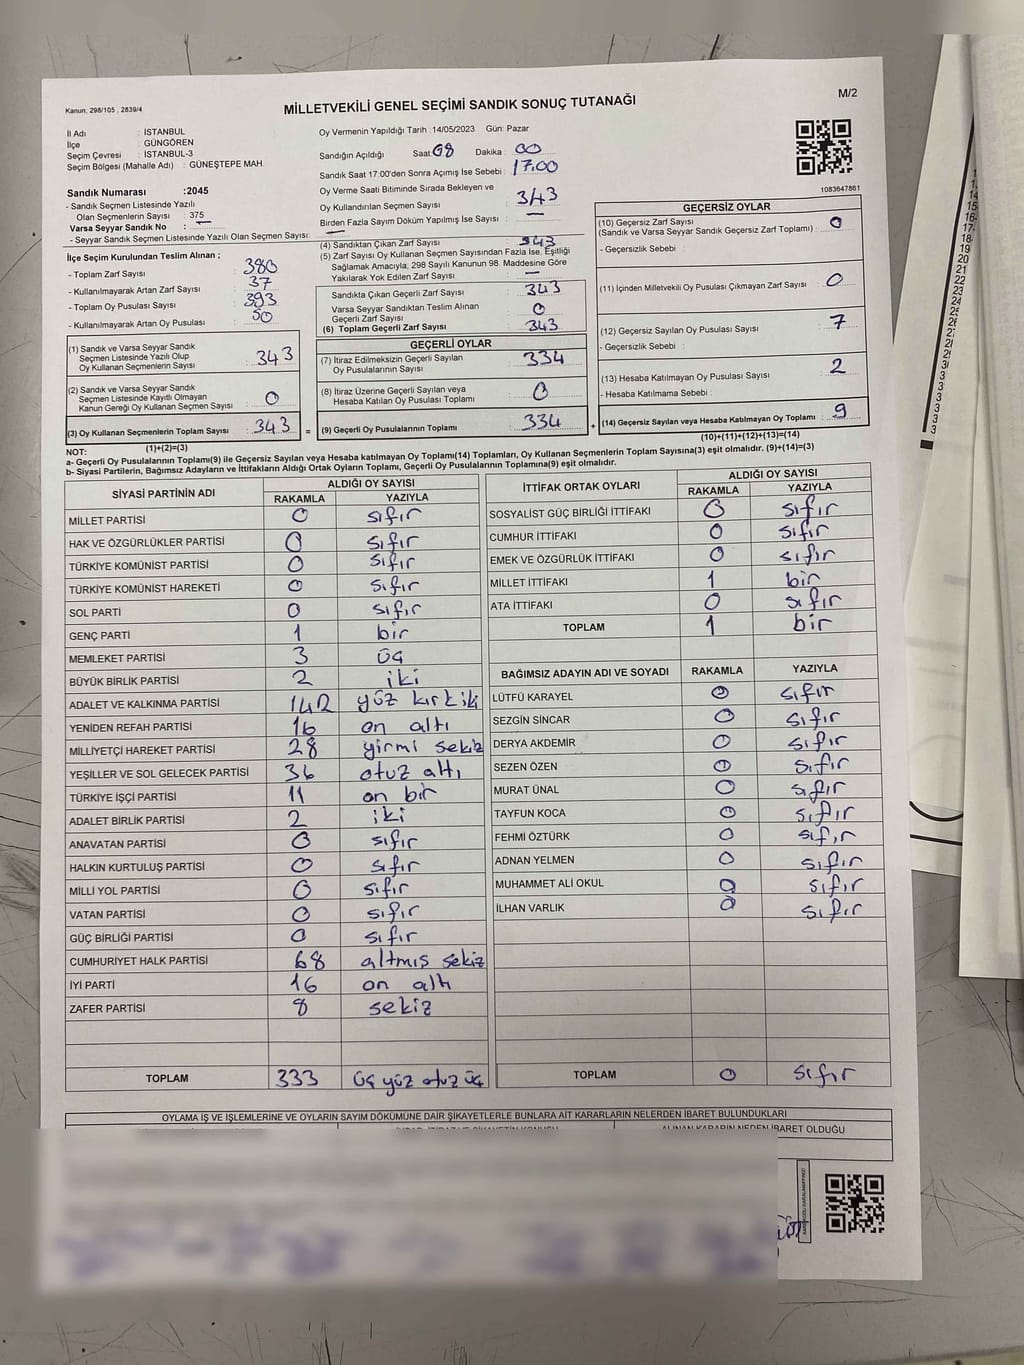 Kanun; 298/105 , 2839/4
MİLLETVEKİLİ GENEL SEÇİMİ SANDIK SONUÇ TUTANAĞI
M/2
İl Adı : İSTANBUL
İlçe : GÜNGÖREN
Seçim Çevresi : İSTANBUL-3
Seçim Bölgesi (Mahalle Adı) : GÜNEŞTEPE MAH.
Oy Vermenin Yapıldığı Tarih :14/05/2023 Gün: Pazar
Sandığın Açıldığı Saat: 08 Dakika : 00
Sandık Saat 17:00'den Sonra Açımış İse Sebebi : 17.00
1083647861
Sandık Numarası :2045
- Sandık Seçmen Listesinde Yazılı
Olan Seçmenlerin Sayısı : 375
Varsa Seyyar Sandık No : —
- Seyyar Sandık Seçmen Listesinde Yazılı Olan Seçmen Sayısı: —
Oy Verme Saati Bitiminde Sırada Bekleyen ve
Oy Kullandırılan Seçmen Sayısı : 343
Birden Fazla Sayım Döküm Yapılmış İse Sayısı : —
İlçe Seçim Kurulundan Teslim Alınan ;
- Toplam Zarf Sayısı : 380
- Kullanılmayarak Artan Zarf Sayısı : 37
- Toplam Oy Pusulası Sayısı : 393
- Kullanılmayarak Artan Oy Pusulası : 50
(4) Sandıktan Çıkan Zarf Sayısı : 343
(5) Zarf Sayısı Oy Kullanan Seçmen Sayısından Fazla İse, Eşitliği
Sağlamak Amacıyla, 298 Sayılı Kanunun 98. Maddesine Göre
Yakılarak Yok Edilen Zarf Sayısı : —
Sandıkta Çıkan Geçerli Zarf Sayısı : 343
Varsa Seyyar Sandıktan Teslim Alınan
Geçerli Zarf Sayısı : 0
(6) Toplam Geçerli Zarf Sayısı : 343
GEÇERSİZ OYLAR
(10) Geçersiz Zarf Sayısı
(Sandık ve Varsa Seyyar Sandık Geçersiz Zarf Toplamı) : 0
- Geçersizlik Sebebi :
(11) İçinden Milletvekili Oy Pusulası Çıkmayan Zarf Sayısı : 0
(12) Geçersiz Sayılan Oy Pusulası Sayısı : 7
- Geçersizlik Sebebi :
(13) Hesaba Katılmayan Oy Pusulası Sayısı : 2
- Hesaba Katılmama Sebebi :
(14) Geçersiz Sayılan veya Hesaba Katılmayan Oy Toplamı : 9
(10)+(11)+(12)+(13)=(14)
(1) Sandık ve Varsa Seyyar Sandık
Seçmen Listesinde Yazılı Olup
Oy Kullanan Seçmenlerin Sayısı : 343
(2) Sandık ve Varsa Seyyar Sandık
Seçmen Listesinde Kayıtlı Olmayan
Kanun Gereği Oy Kullanan Seçmen Sayısı : 0
(3) Oy Kullanan Seçmenlerin Toplam Sayısı : 343 =
(1)+(2)=(3)
GEÇERLİ OYLAR
(7) İtiraz Edilmeksizin Geçerli Sayılan
Oy Pusulalarının Sayısı : 334
(8) İtiraz Üzerine Geçerli Sayılan veya
Hesaba Katılan Oy Pusulası Toplamı : 0
(9) Geçerli Oy Pusulalarının Toplamı : 334 +
NOT:
a- Geçerli Oy Pusulalarının Toplamı(9) ile Geçersiz Sayılan veya Hesaba Katılmayan Oy Toplamı(14) Toplamları, Oy Kullanan Seçmenlerin Toplam Sayısına(3) eşit olmalıdır. (9)+(14)=(3)
b- Siyasi Partilerin, Bağımsız Adayların ve İttifakların Aldığı Ortak Oyların Toplamı, Geçerli Oy Pusulalarının Toplamına(9) eşit olmalıdır.
SİYASİ PARTİNİN ADI ALDIĞI OY SAYISI
RAKAMLA YAZIYLA
MİLLET PARTİSİ 0 sıfır
HAK VE ÖZGÜRLÜKLER PARTİSİ 0 sıfır
TÜRKİYE KOMÜNİST PARTİSİ 0 sıfır
TÜRKİYE KOMÜNİST HAREKETİ 0 sıfır
SOL PARTİ 0 sıfır
GENÇ PARTİ 1 bir
MEMLEKET PARTİSİ 3 üç
BÜYÜK BİRLİK PARTİSİ 2 iki
ADALET VE KALKINMA PARTİSİ 142 yüz kırk iki
YENİDEN REFAH PARTİSİ 16 on altı
MİLLİYETÇİ HAREKET PARTİSİ 28 yirmi sekiz
YEŞİLLER VE SOL GELECEK PARTİSİ 36 otuz altı
TÜRKİYE İŞÇİ PARTİSİ 11 on bir
ADALET BİRLİK PARTİSİ 2 iki
ANAVATAN PARTİSİ 0 sıfır
HALKIN KURTULUŞ PARTİSİ 0 sıfır
MİLLİ YOL PARTİSİ 0 sıfır
VATAN PARTİSİ 0 sıfır
GÜÇ BİRLİĞİ PARTİSİ 0 sıfır
CUMHURİYET HALK PARTİSİ 68 altmış sekiz
İYİ PARTİ 16 on altı
ZAFER PARTİSİ 8 sekiz
TOPLAM 333 üç yüz otuz üç
İTTİFAK ORTAK OYLARI ALDIĞI OY SAYISI
RAKAMLA YAZIYLA
SOSYALİST GÜÇ BİRLİĞİ İTTİFAKI 0 sıfır
CUMHUR İTTİFAKI 0 sıfır
EMEK VE ÖZGÜRLÜK İTTİFAKI 0 sıfır
MİLLET İTTİFAKI 1 bir
ATA İTTİFAKI 0 sıfır
TOPLAM 1 bir
BAĞIMSIZ ADAYIN ADI VE SOYADI RAKAMLA YAZIYLA
LÜTFÜ KARAYEL 0 sıfır
SEZGİN SİNCAR 0 sıfır
DERYA AKDEMİR 0 sıfır
SEZEN ÖZEN 0 sıfır
MURAT ÜNAL 0 sıfır
TAYFUN KOCA 0 sıfır
FEHMİ ÖZTÜRK 0 sıfır
ADNAN YELMEN 0 sıfır
MUHAMMET ALİ OKUL 0 sıfır
İLHAN VARLIK 0 sıfır
TOPLAM 0 sıfır
OYLAMA İŞ VE İŞLEMLERİNE VE OYLARIN SAYIM DÖKÜMÜNE DAİR ŞİKAYETLERLE BUNLARA AİT KARARLARIN NELERDEN İBARET BULUNDUKLARI
ALINAN KARARIN NEDEN İBARET OLDUĞU